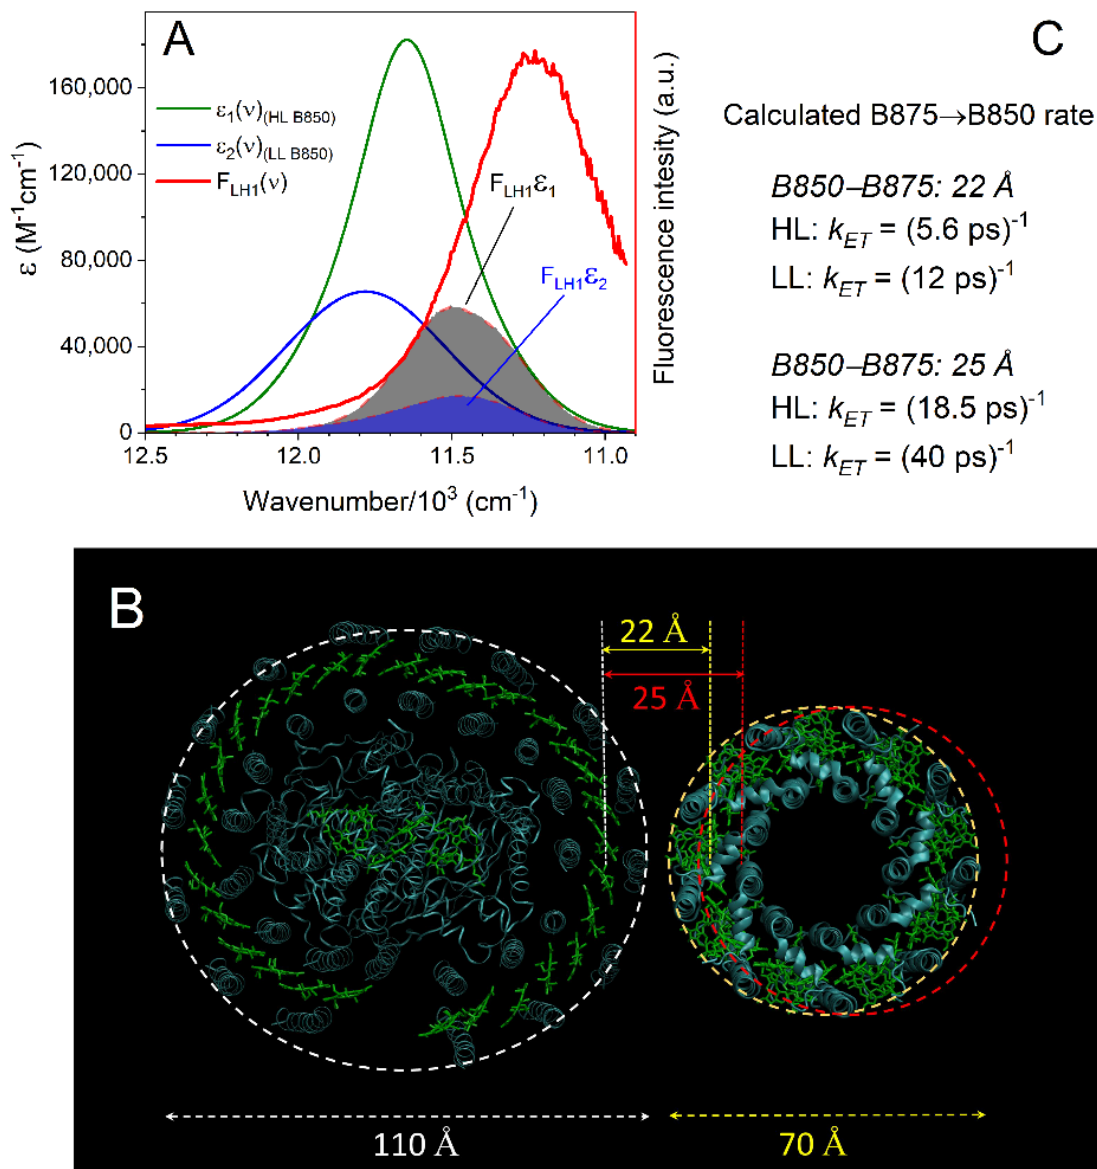 A
ε (M⁻¹cm⁻¹)
160,000
120,000
80,000
40,000
0
ε₁(ν)(HL B850)
ε₂(ν)(LL B850)
F_LH1(ν)
F_LH1ε₁
F_LH1ε₂
12.5 12.0 11.5 11.0
Wavenumber/10³ (cm⁻¹)
Fluorescence intesity (a.u.)
C
Calculated B875→B850 rate
B850–B875: 22 Å
HL: k_ET = (5.6 ps)⁻¹
LL: k_ET = (12 ps)⁻¹
B850–B875: 25 Å
HL: k_ET = (18.5 ps)⁻¹
LL: k_ET = (40 ps)⁻¹
B
22 Å
25 Å
110 Å
70 Å